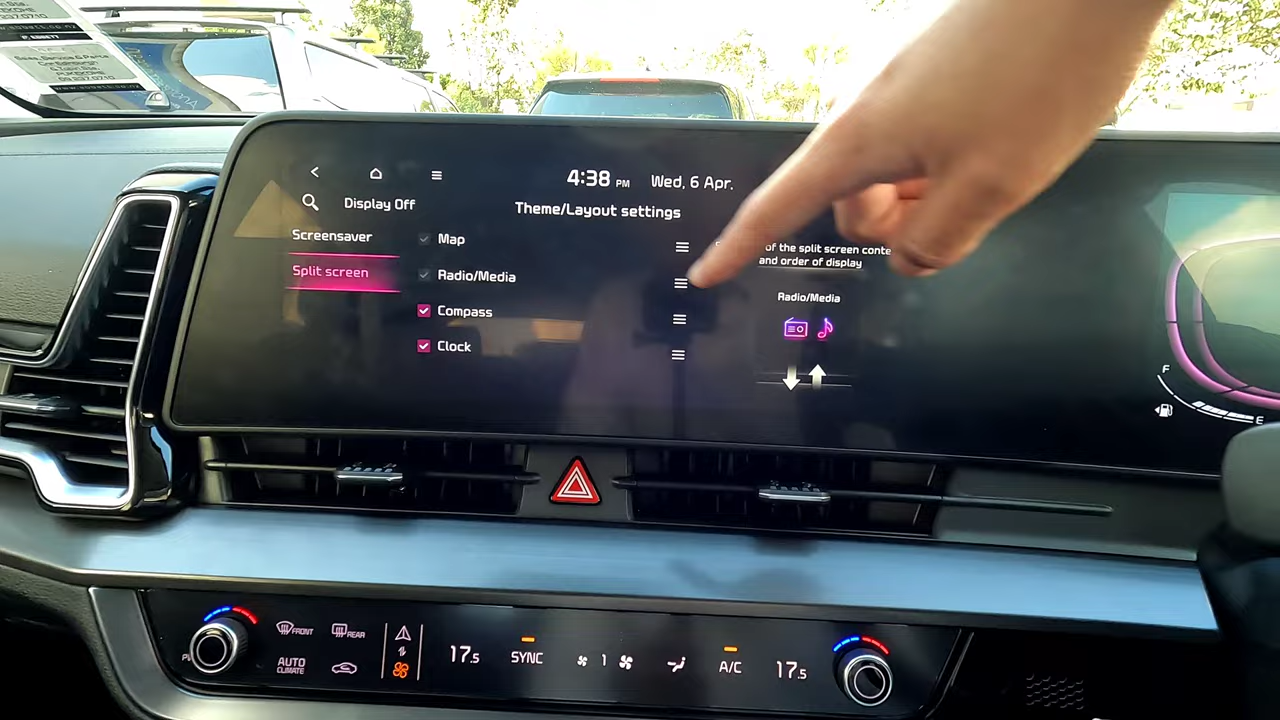 4:38 PM Wed, 6 Apr.
Display Off
Theme/Layout settings
Screensaver
Split screen
Map
Radio/Media
Compass
Clock
of the split screen conte
and order of display
Radio/Media
F
E
FRONT
REAR
AUTO
CLIMATE
17.5
SYNC
1
A/C
17.5